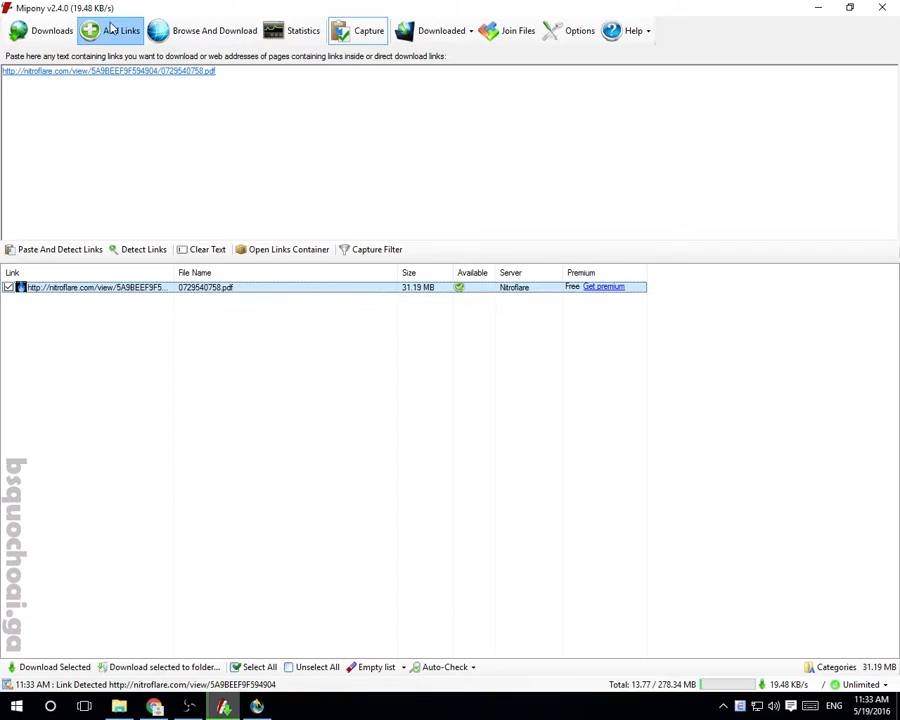 Mipony v2.4.0 (19.48 KB/s)
Downloads
Add Links
Browse And Download
Statistics
Capture
Downloaded
Join Files
Options
Help
Paste here any text containing links you want to download or web addresses of pages containing links inside or direct download links:
http://nitroflare.com/view/5A9BEEF9F594904/0729540758.pdf
Paste And Detect Links
Detect Links
Clear Text
Open Links Container
Capture Filter
Link
File Name
Size
Available
Server
Premium
http://nitroflare.com/view/5A9BEEF9F5...
0729540758.pdf
31.19 MB
Nitroflare
Free Get premium
bsquochoai.ga
Download Selected
Download selected to folder...
Select All
Unselect All
Empty list
Auto-Check
Categories
31.19 MB
11:33 AM : Link Detected http://nitroflare.com/view/5A9BEEF9F594904
Total: 13.77 / 278.34 MB
19.48 KB/s
Unlimited
ENG
11:33 AM
5/19/2016